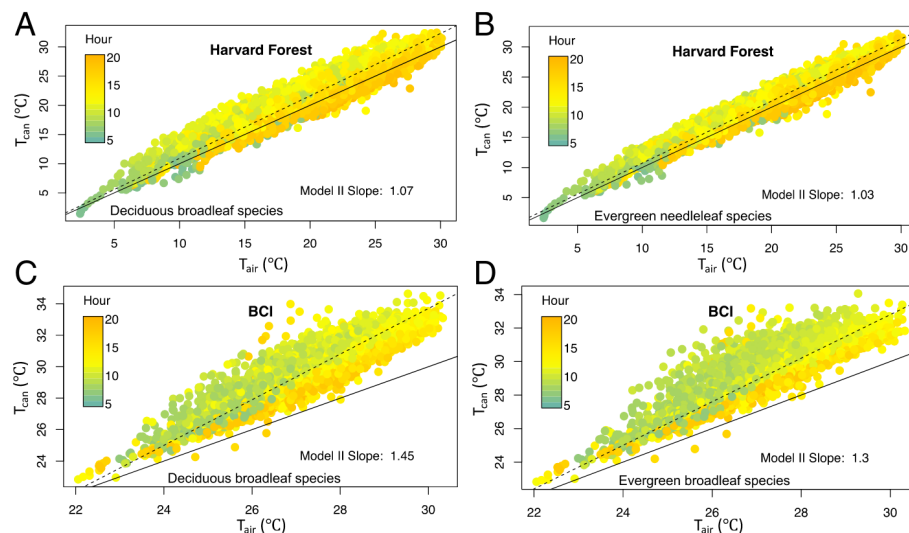 A
Harvard Forest
Hour
20
15
10
5
Tcan (°C)
30
25
20
15
10
5
Model II Slope: 1.07
Deciduous broadleaf species
5 10 15 20 25 30
Tair (°C)
B
Harvard Forest
Hour
20
15
10
5
Tcan (°C)
30
25
20
15
10
5
Model II Slope: 1.03
Evergreen needleleaf species
5 10 15 20 25 30
Tair (°C)
C
BCI
Hour
20
15
10
5
Tcan (°C)
34
32
30
28
26
24
Model II Slope: 1.45
Deciduous broadleaf species
22 24 26 28 30
Tair (°C)
D
BCI
Hour
20
15
10
5
Tcan (°C)
34
32
30
28
26
24
Model II Slope: 1.3
Evergreen broadleaf species
22 24 26 28 30
Tair (°C)